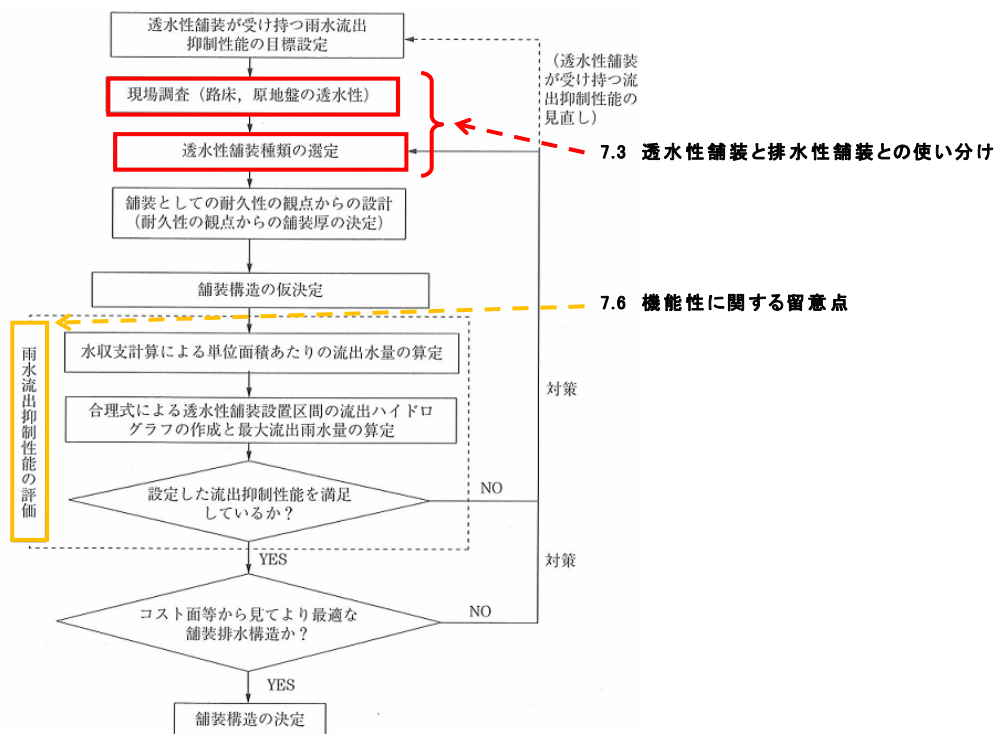 透水性舗装が受け持つ雨水流出
抑制性能の目標設定
(透水性舗装
が受け持つ流
出抑制性能の
見直し)
現場調査(路床,原地盤の透水性)
透水性舗装種類の選定
7.3 透水性舗装と排水性舗装との使い分け
舗装としての耐久性の観点からの設計
(耐久性の観点からの舗装厚の決定)
舗装構造の仮決定
7.6 機能性に関する留意点
雨水流出抑制性能の評価
水収支計算による単位面積あたりの流出水量の算定
対策
合理式による透水性舗装設置区間の流出ハイドロ
グラフの作成と最大流出雨水量の算定
設定した流出抑制性能を満足
しているか?
NO
YES
対策
コスト面等から見てより最適な
舗装排水構造か?
NO
YES
舗装構造の決定